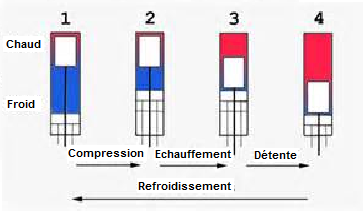 1 2 3 4
Chaud
Froid
Compression Echauffement Détente
Refroidissement